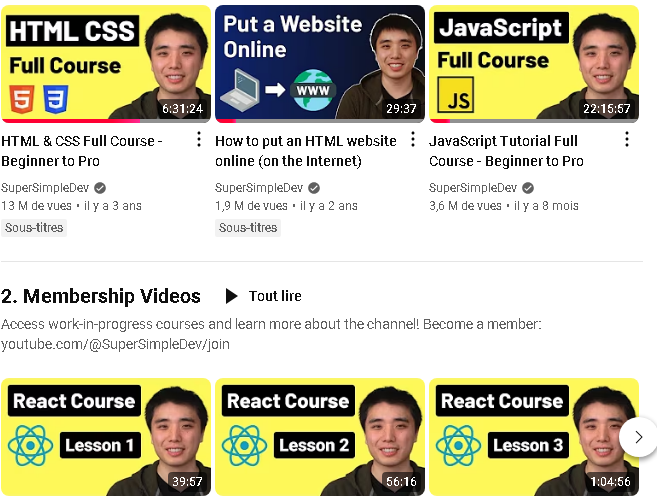 HTML CSS
Full Course
5
3
6:31:24
Put a Website
Online
WWW
29:37
JavaScript
Full Course
JS
22:15:57
HTML & CSS Full Course -
Beginner to Pro
SuperSimpleDev
13 M de vues • il y a 3 ans
Sous-titres
How to put an HTML website
online (on the Internet)
SuperSimpleDev
1,9 M de vues • il y a 2 ans
Sous-titres
JavaScript Tutorial Full
Course - Beginner to Pro
SuperSimpleDev
3,6 M de vues • il y a 8 mois
2. Membership Videos
Tout lire
Access work-in-progress courses and learn more about the channel! Become a member:
youtube.com/@SuperSimpleDev/join
React Course
Lesson 1
39:57
React Course
Lesson 2
56:16
React Course
Lesson 3
1:04:56